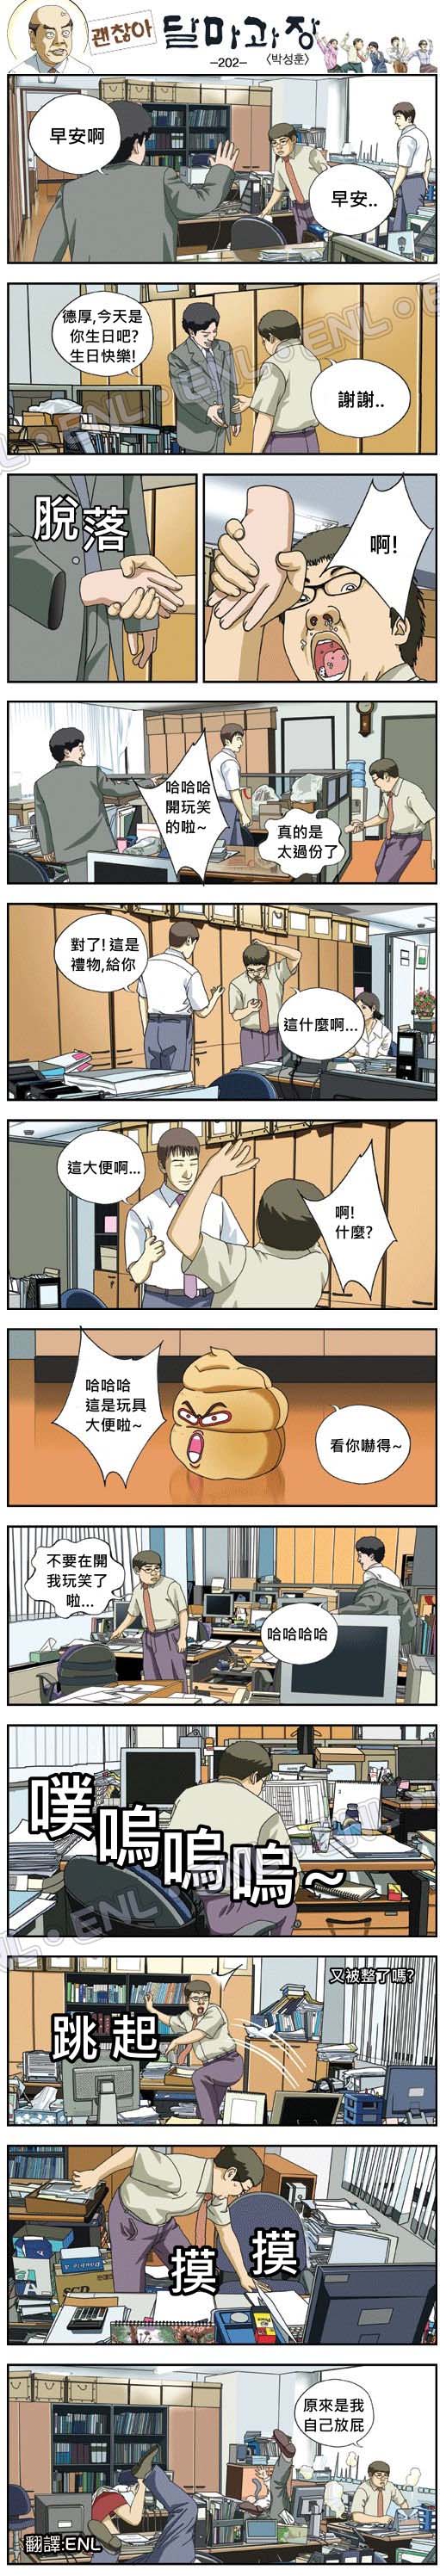 괜찮아
달마과장
-202-
<박성훈>
早安啊
早安..
德厚,今天是
你生日吧?
生日快樂!
謝謝..
脫落
啊!
哈哈哈
開玩笑
的啦~
真的是
太過份了
對了!這是
禮物,給你
這什麼啊...
這大便啊...
啊!
什麼?
哈哈哈
這是玩具
大便啦~
看你嚇得~
不要在開
我玩笑了
啦...
哈哈哈哈
噗嗚嗚嗚~
跳起
又被整了嗎?
摸摸
原來是我
自己放屁
翻譯:ENL